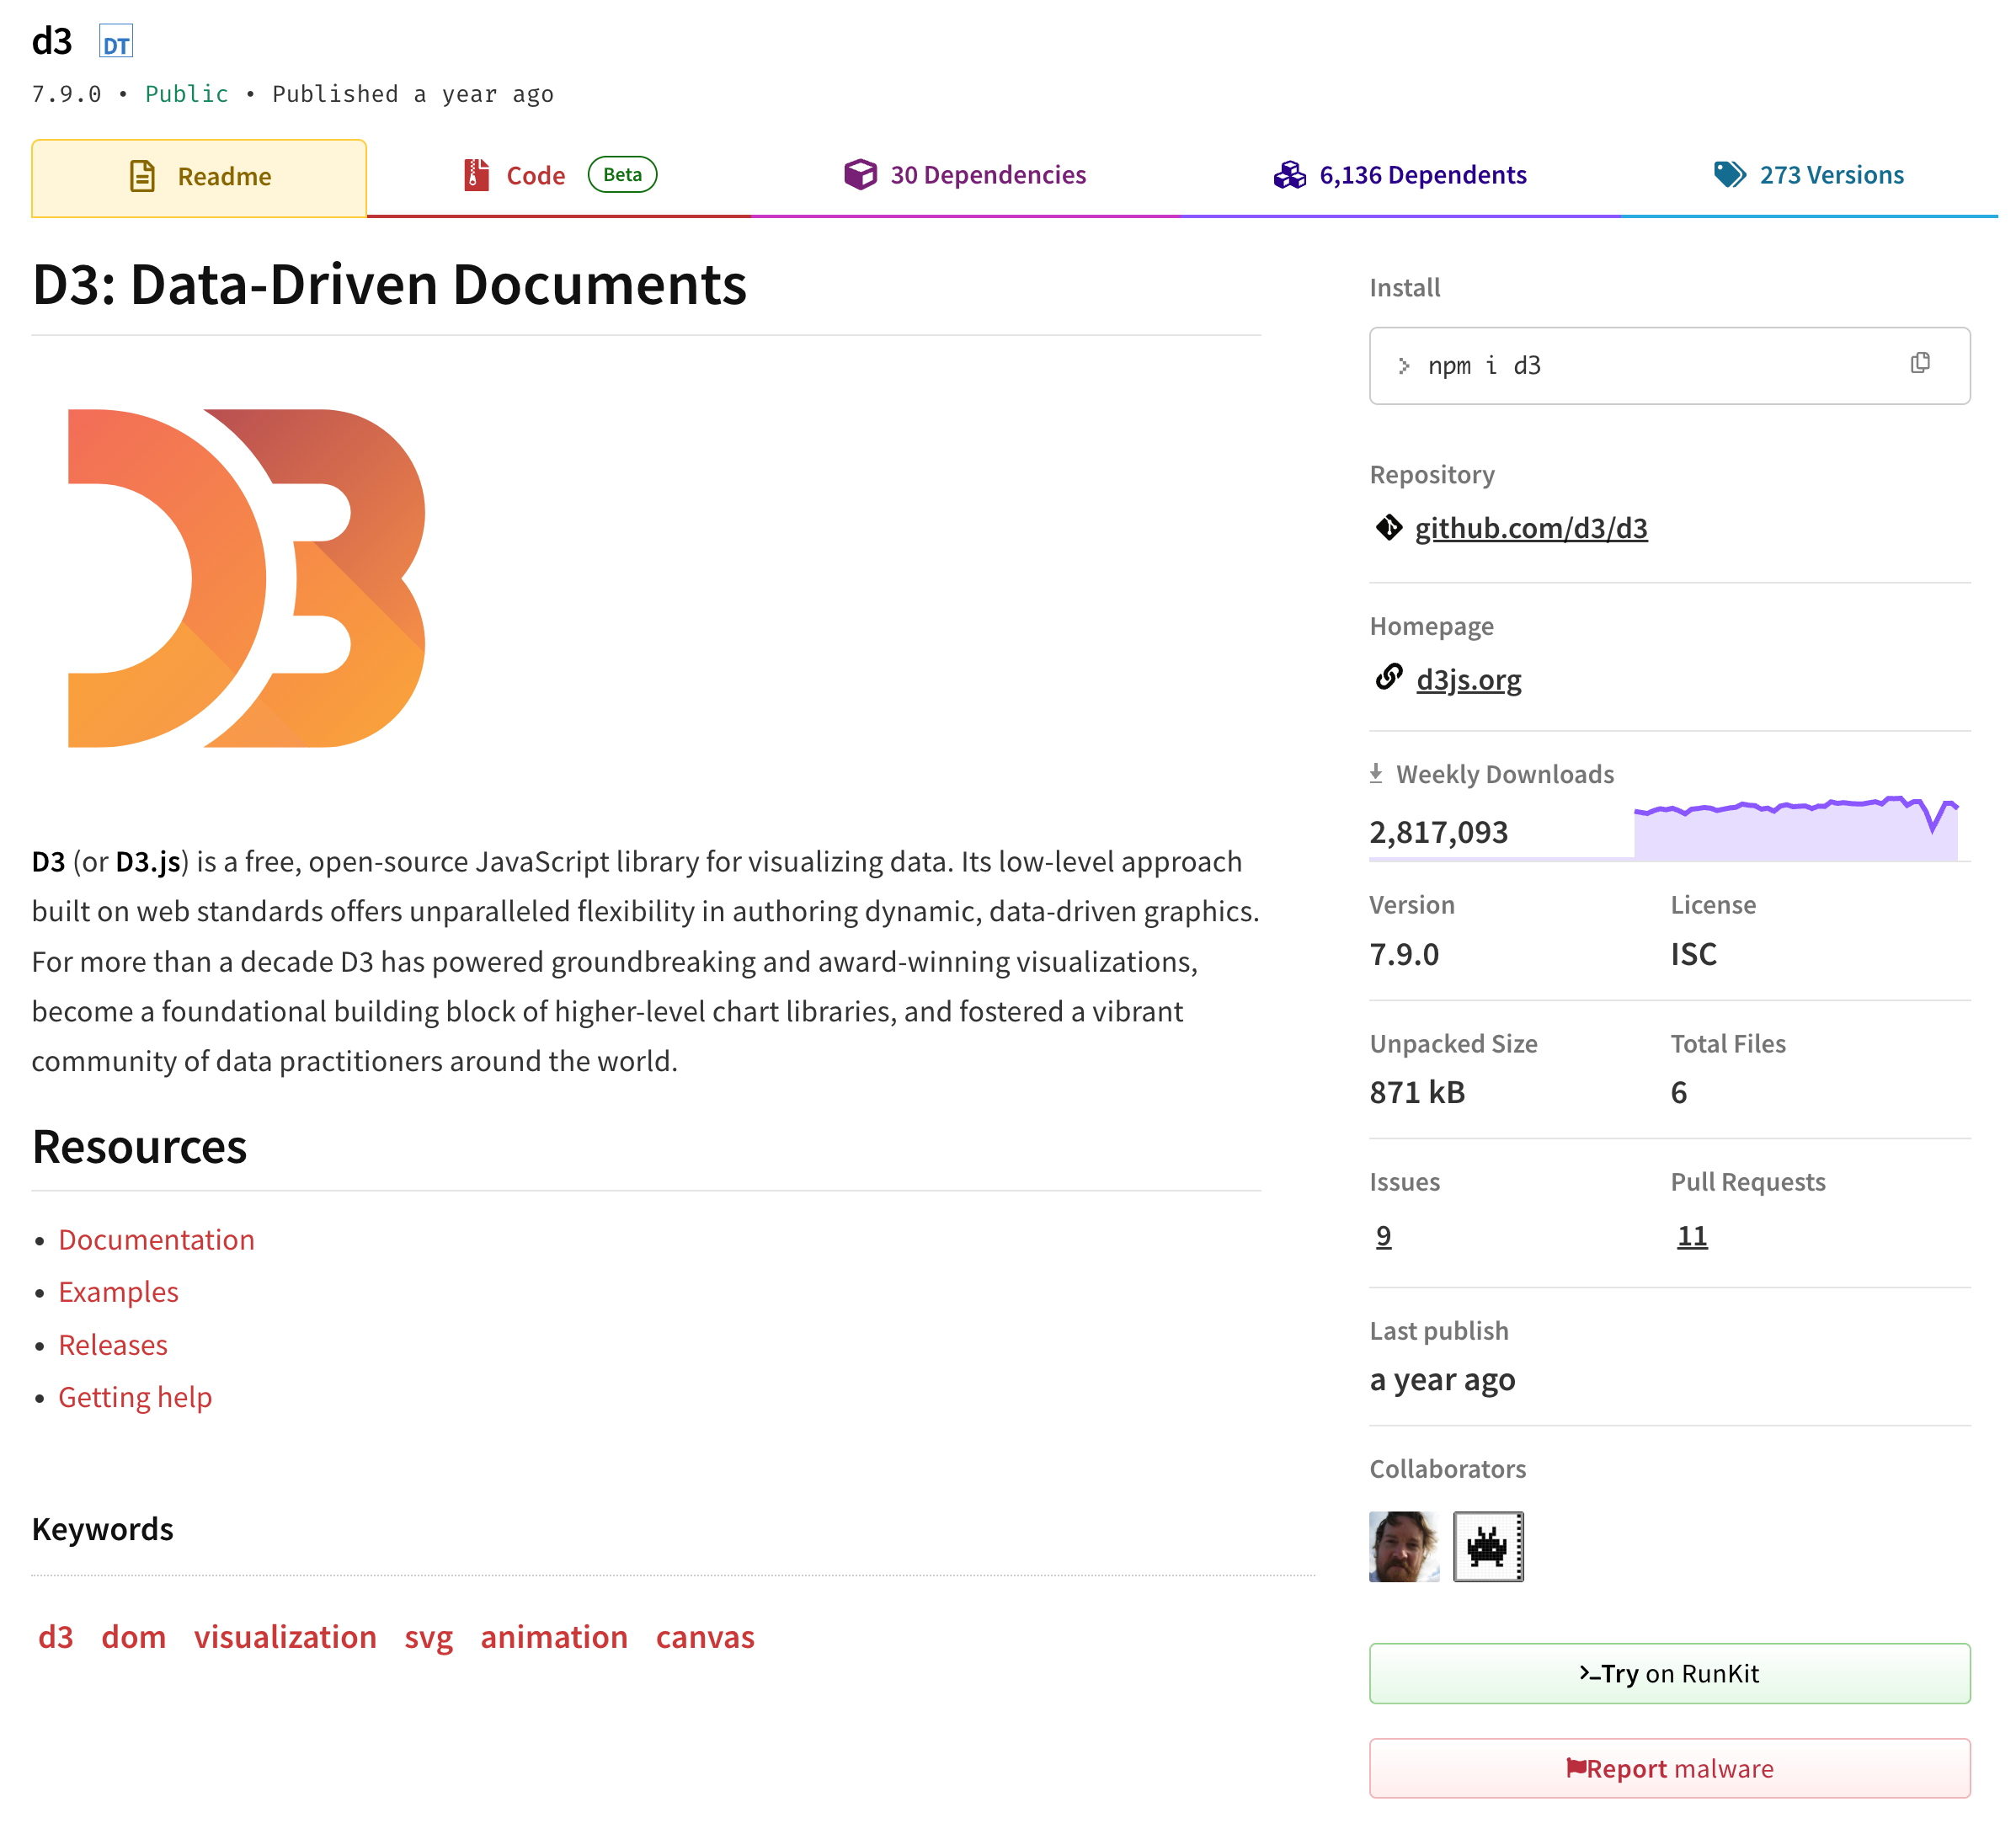 d3 DT
7.9.0 • Public • Published a year ago
Readme
Code Beta
30 Dependencies
6,136 Dependents
273 Versions
D3: Data-Driven Documents
D3 (or D3.js) is a free, open-source JavaScript library for visualizing data. Its low-level approach
built on web standards offers unparalleled flexibility in authoring dynamic, data-driven graphics.
For more than a decade D3 has powered groundbreaking and award-winning visualizations,
become a foundational building block of higher-level chart libraries, and fostered a vibrant
community of data practitioners around the world.
Resources
• Documentation
• Examples
• Releases
• Getting help
Keywords
d3 dom visualization svg animation canvas
Install
> npm i d3
Repository
github.com/d3/d3
Homepage
d3js.org
Weekly Downloads
2,817,093
Version
7.9.0
License
ISC
Unpacked Size
871 kB
Total Files
6
Issues
9
Pull Requests
11
Last publish
a year ago
Collaborators
Try on RunKit
Report malware